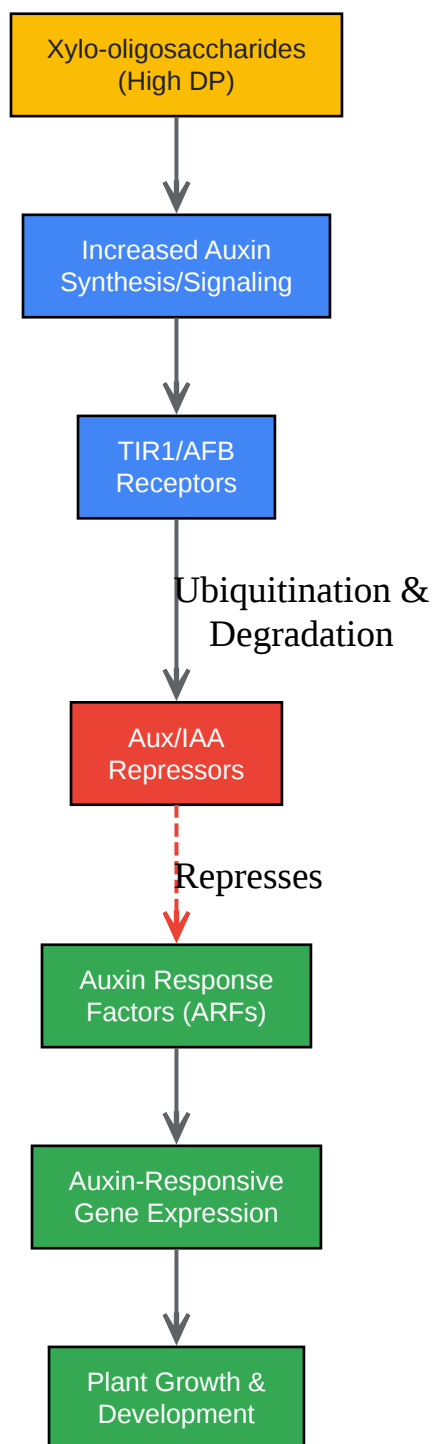 Xylo-oligosaccharides
(High DP)
Increased Auxin
Synthesis/Signaling
TIR1/AFB
Receptors
Ubiquitination &
Degradation
Aux/IAA
Repressors
Represses
Auxin Response
Factors (ARFs)
Auxin-Responsive
Gene Expression
Plant Growth &
Development